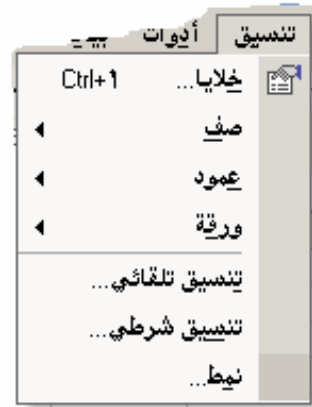 تنسيق أدوات
خلايا... Ctrl+1
صف
عمود
ورقة
تنسيق تلقائي...
تنسيق شرطي...
نمط...